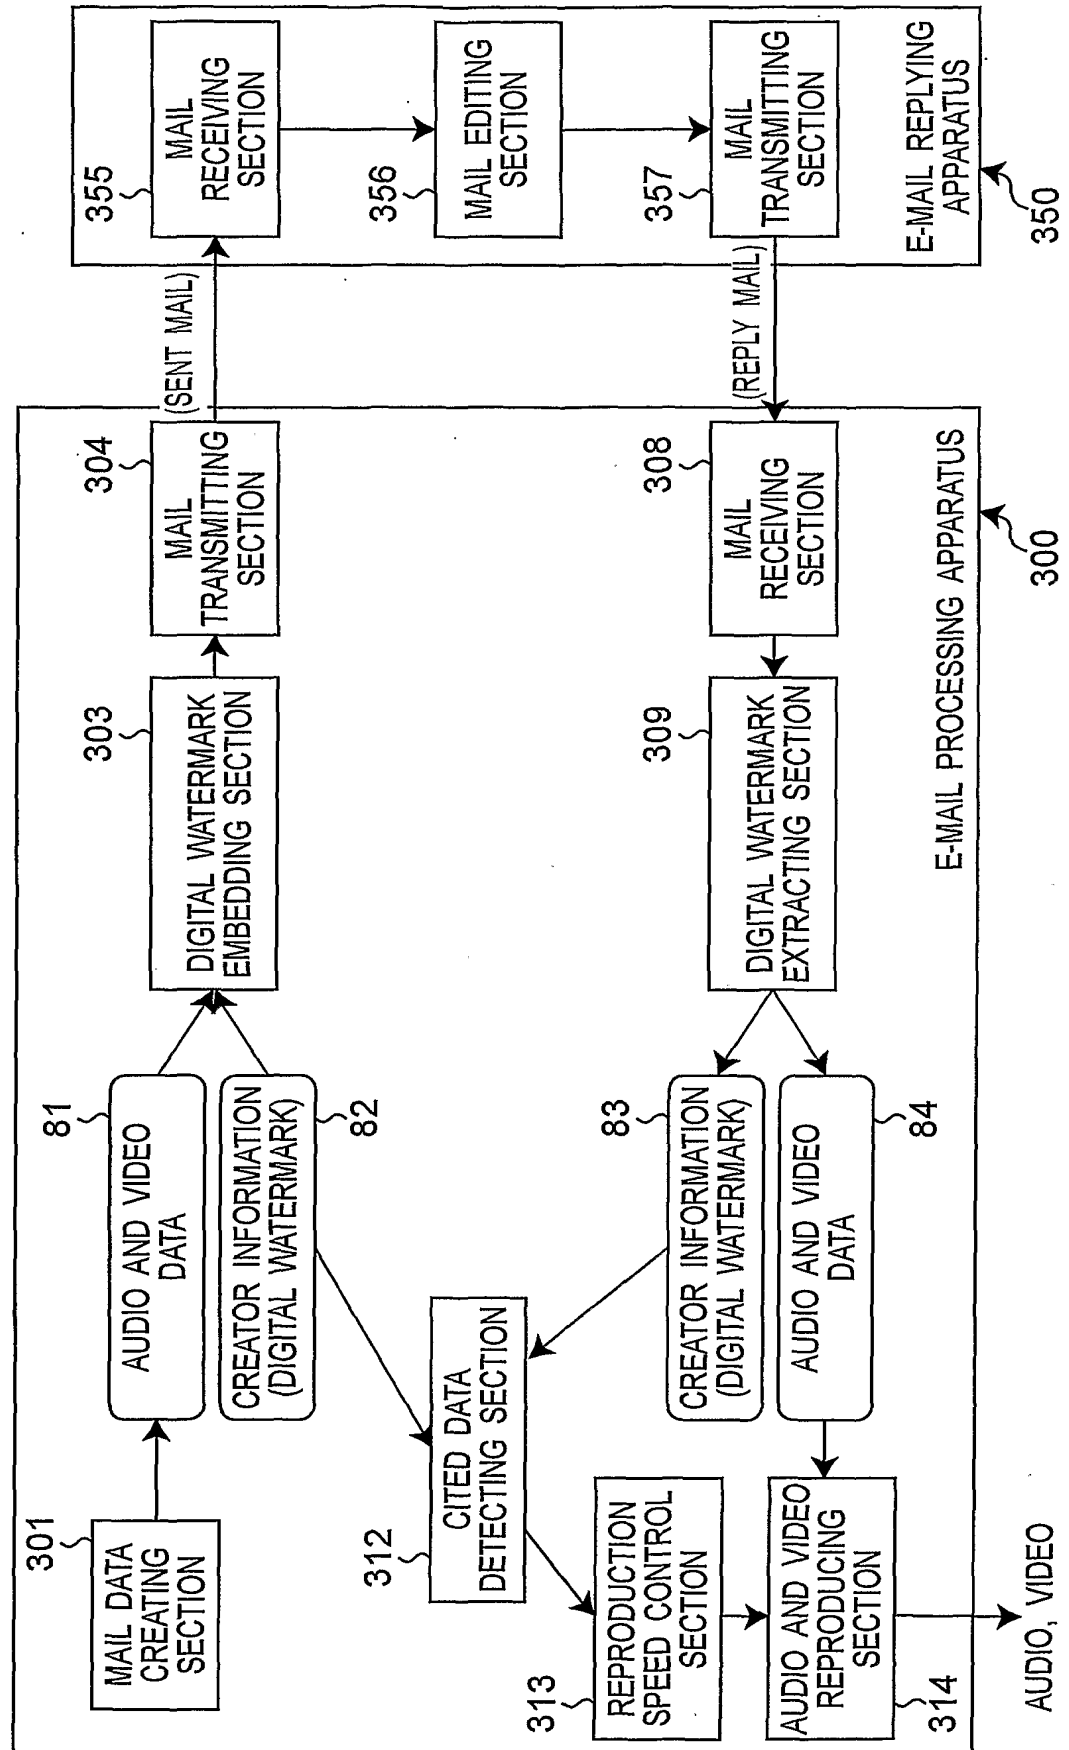 301
MAIL DATA
CREATING
SECTION
81
AUDIO AND VIDEO
DATA
CREATOR INFORMATION
(DIGITAL WATERMARK)
82
303
DIGITAL WATERMARK
EMBEDDING SECTION
304
MAIL
TRANSMITTING
SECTION
(SENT MAIL)
355
MAIL
RECEIVING
SECTION
356
MAIL EDITING
SECTION
357
MAIL
TRANSMITTING
SECTION
E-MAIL REPLYING
APPARATUS
350
(REPLY MAIL)
308
MAIL
RECEIVING
SECTION
309
DIGITAL WATERMARK
EXTRACTING SECTION
83
CREATOR INFORMATION
(DIGITAL WATERMARK)
AUDIO AND VIDEO
DATA
84
312
CITED DATA
DETECTING SECTION
313
REPRODUCTION
SPEED CONTROL
SECTION
AUDIO AND VIDEO
REPRODUCING
SECTION
314
E-MAIL PROCESSING APPARATUS
300
AUDIO, VIDEO